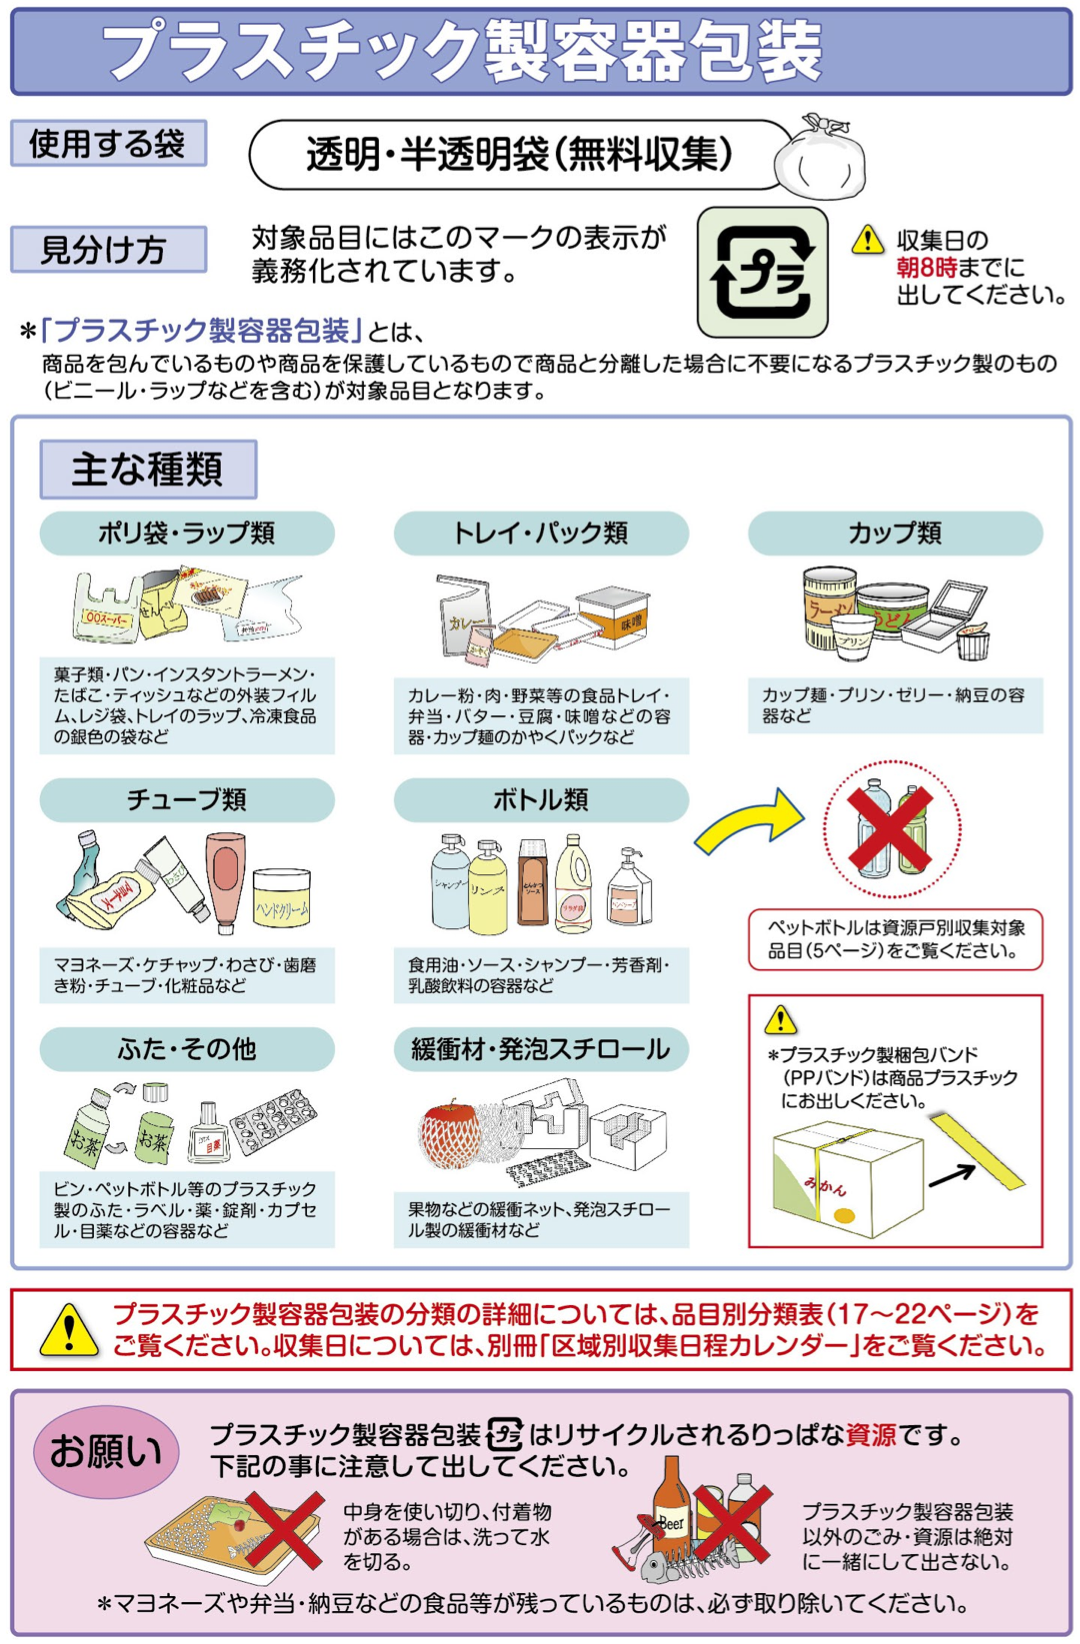 プラスチック製容器包装
使用する袋
透明・半透明袋(無料収集)
見分け方
対象品目にはこのマークの表示が
義務化されています。
プラ
収集日の
朝8時までに
出してください。
＊「プラスチック製容器包装」とは、
商品を包んでいるものや商品を保護しているもので商品と分離した場合に不要になるプラスチック製のもの
(ビニール・ラップなどを含む)が対象品目となります。
主な種類
ポリ袋・ラップ類
〇〇スーパー
せんべい
菓子類・パン・インスタントラーメン・
たばこ・ティッシュなどの外装フィル
ム、レジ袋、トレイのラップ、冷凍食品
の銀色の袋など
トレイ・パック類
カレー
味噌
カレー粉・肉・野菜等の食品トレイ・
弁当・バター・豆腐・味噌などの容
器・カップ麺のかやくパックなど
カップ類
ラーメン
うどん
プリン
ゼリー
カップ麺・プリン・ゼリー・納豆の容
器など
チューブ類
マヨネーズ
わさび
ハンドクリーム
マヨネーズ・ケチャップ・わさび・歯磨
き粉・チューブ・化粧品など
ボトル類
シャンプー
リンス
とんかつ
ソース
サラダ油
ハンドソープ
食用油・ソース・シャンプー・芳香剤・
乳酸飲料の容器など
ペットボトルは資源戸別収集対象
品目(5ページ)をご覧ください。
ふた・その他
お茶
お茶
目薬
ビン・ペットボトル等のプラスチック
製のふた・ラベル・薬・錠剤・カプセ
ル・目薬などの容器など
緩衝材・発泡スチロール
果物などの緩衝ネット、発泡スチロー
ル製の緩衝材など
＊プラスチック製梱包バンド
(PPバンド)は商品プラスチック
にお出しください。
みかん
プラスチック製容器包装の分類の詳細については、品目別分類表(17〜22ページ)を
ご覧ください。収集日については、別冊「区域別収集日程カレンダー」をご覧ください。
お願い
プラスチック製容器包装プラはリサイクルされるりっぱな資源です。
下記の事に注意して出してください。
中身を使い切り、付着物
がある場合は、洗って水
を切る。
Beer
プラスチック製容器包装
以外のごみ・資源は絶対
に一緒にして出さない。
＊マヨネーズや弁当・納豆などの食品等が残っているものは、必ず取り除いてください。